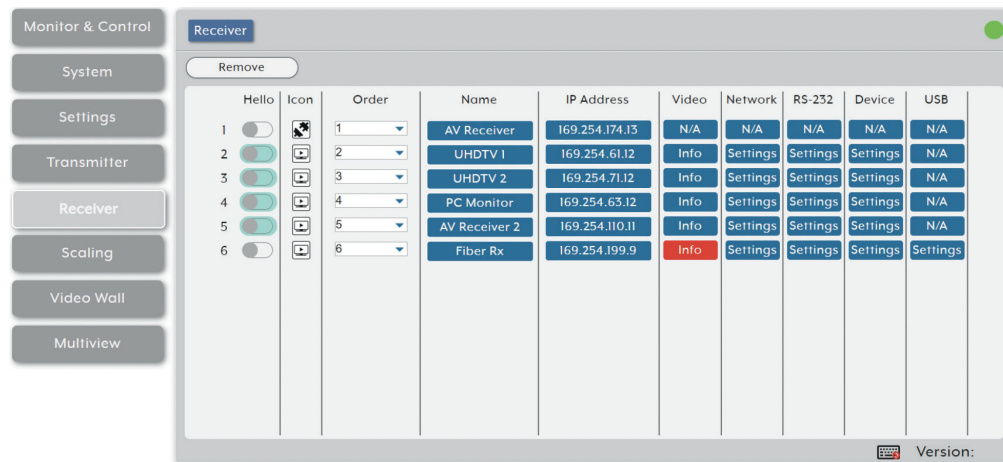 Monitor & Control
System
Settings
Transmitter
Receiver
Scaling
Video Wall
Multiview
Receiver
Remove
Hello Icon Order Name IP Address Video Network RS-232 Device USB
1 1 AV Receiver 169.254.174.13 N/A N/A N/A N/A N/A
2 2 UHDTV 1 169.254.61.12 Info Settings Settings Settings N/A
3 3 UHDTV 2 169.254.71.12 Info Settings Settings Settings N/A
4 4 PC Monitor 169.254.63.12 Info Settings Settings Settings N/A
5 5 AV Receiver 2 169.254.110.11 Info Settings Settings Settings N/A
6 6 Fiber Rx 169.254.199.9 Info Settings Settings Settings Settings
Version: